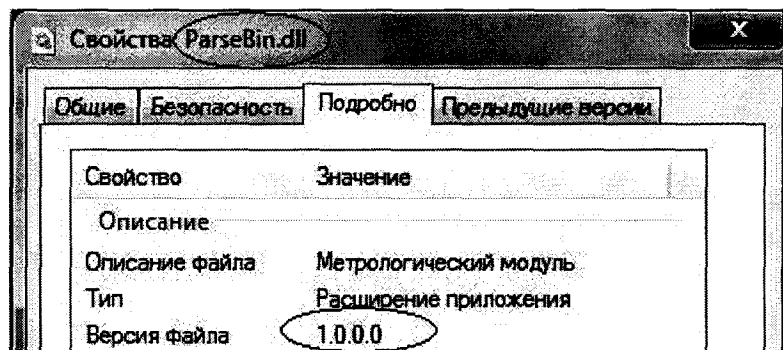 Свойства ParseBin.dll
X
Общие Безопасность Подробно Предыдущие версии
Свойство Значение
Описание
Описание файла Метрологический модуль
Тип Расширение приложения
Версия файла 1.0.0.0